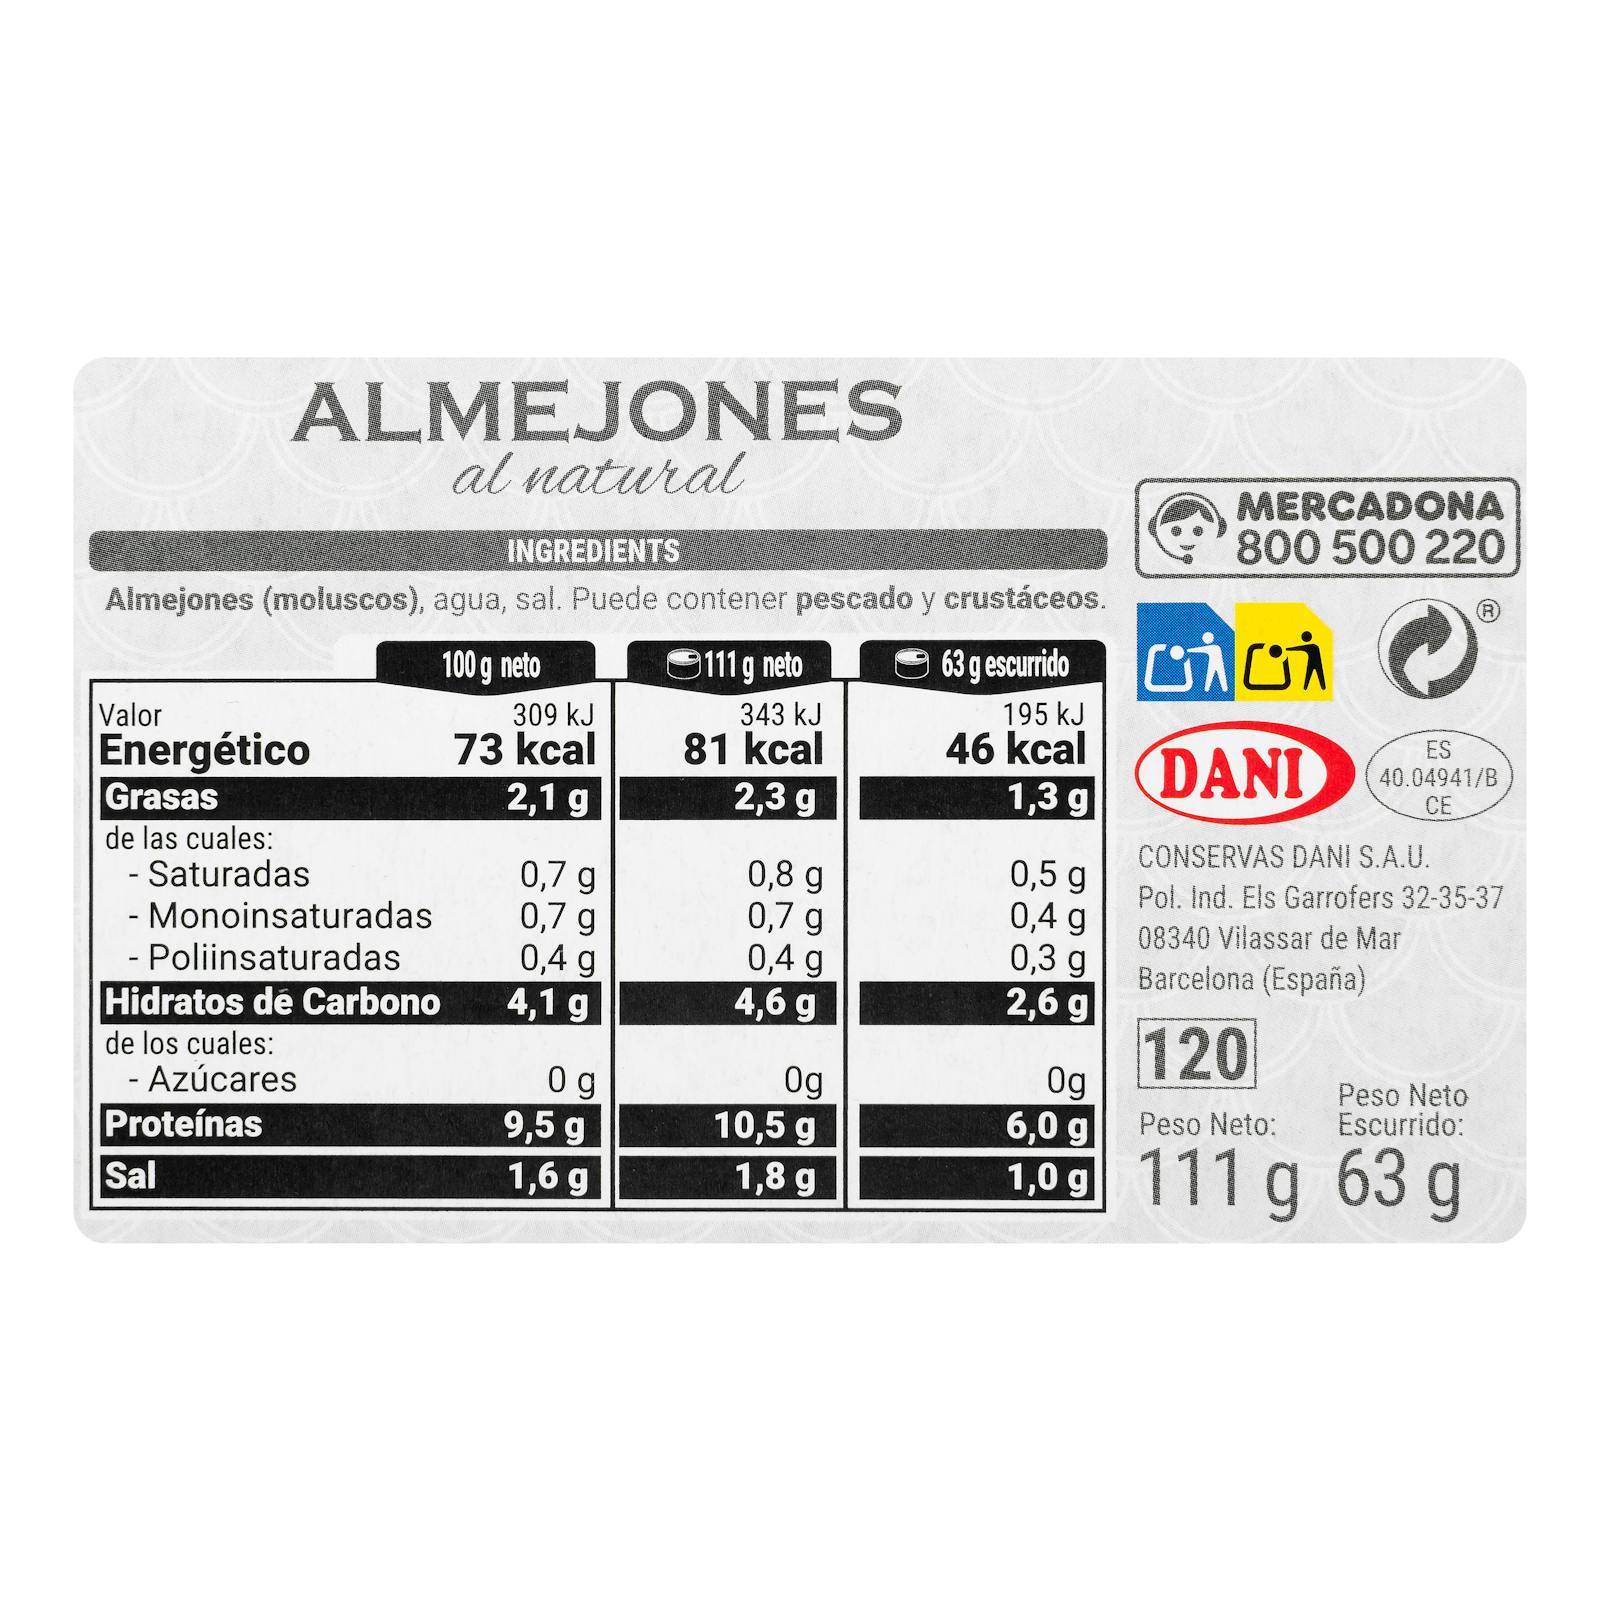 ALMEJONES
al natural
INGREDIENTS
Almejones (moluscos), agua, sal. Puede contener pescado y crustáceos.
100 g neto 111 g neto 63 g escurrido
Valor 309 kJ 343 kJ 195 kJ
Energético 73 kcal 81 kcal 46 kcal
Grasas 2,1 g 2,3 g 1,3 g
de las cuales:
- Saturadas 0,7 g 0,8 g 0,5 g
- Monoinsaturadas 0,7 g 0,7 g 0,4 g
- Poliinsaturadas 0,4 g 0,4 g 0,3 g
Hidratos de Carbono 4,1 g 4,6 g 2,6 g
de los cuales:
- Azúcares 0 g 0g 0g
Proteínas 9,5 g 10,5 g 6,0 g
Sal 1,6 g 1,8 g 1,0 g
MERCADONA
800 500 220
®
DANI
ES
40.04941/B
CE
CONSERVAS DANI S.A.U.
Pol. Ind. Els Garrofers 32-35-37
08340 Vilassar de Mar
Barcelona (España)
120
Peso Neto:
111 g
Peso Neto
Escurrido:
63 g